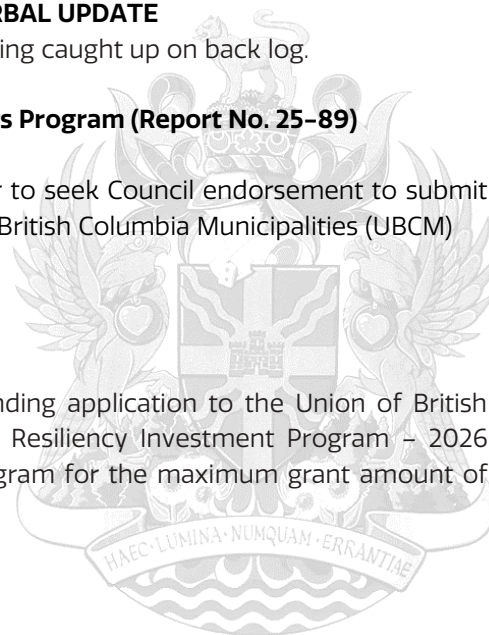 RBAL UPDATE
ing caught up on back log.
s Program (Report No. 25–89)
r to seek Council endorsement to submit
British Columbia Municipalities (UBCM)
nding application to the Union of British
Resiliency Investment Program – 2026
gram for the maximum grant amount of
HAEC·LUMINA·NUMQUAM·ERRANTIAE